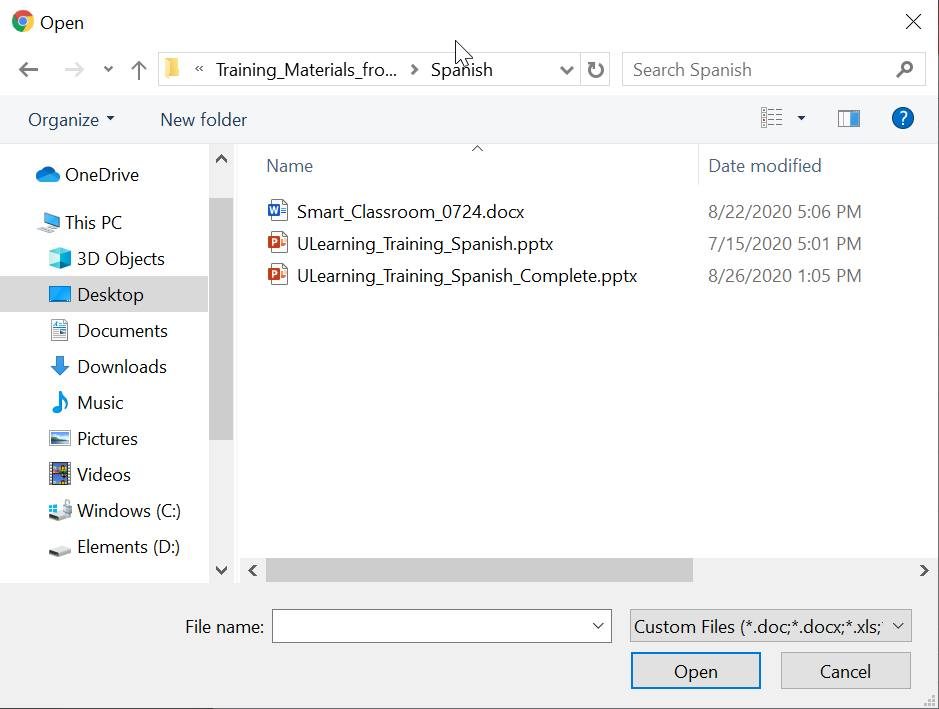 Open
« Training_Materials_fro... > Spanish
Search Spanish
Organize
New folder
?
Name
Date modified
Smart_Classroom_0724.docx 8/22/2020 5:06 PM
ULearning_Training_Spanish.pptx 7/15/2020 5:01 PM
ULearning_Training_Spanish_Complete.pptx 8/26/2020 1:05 PM
OneDrive
This PC
3D Objects
Desktop
Documents
Downloads
Music
Pictures
Videos
Windows (C:)
Elements (D:)
File name:
Custom Files (*.doc;*.docx;*.xls;
Open
Cancel